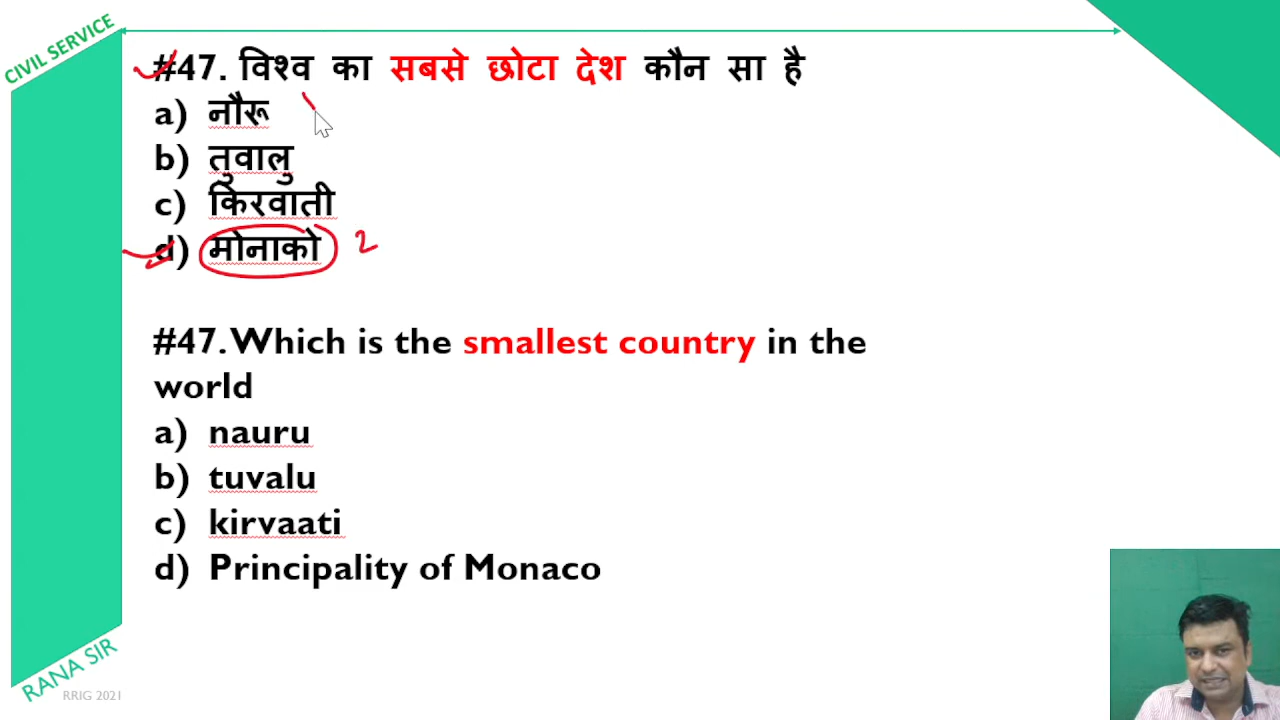 CIVIL SERVICE
#47. विश्व का सबसे छोटा देश कौन सा है
a) नौरू
b) तुवालु
c) किरवाती
d) मोनाको 2
#47. Which is the smallest country in the
world
a) nauru
b) tuvalu
c) kirvaati
d) Principality of Monaco
RANA SIR
RRIG 2021